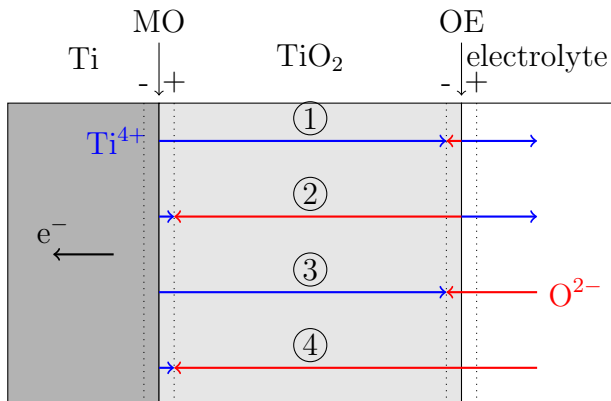 MO OE
Ti TiO₂ electrolyte
- + - +
①
Ti⁴⁺
②
e⁻
③
O²⁻
④